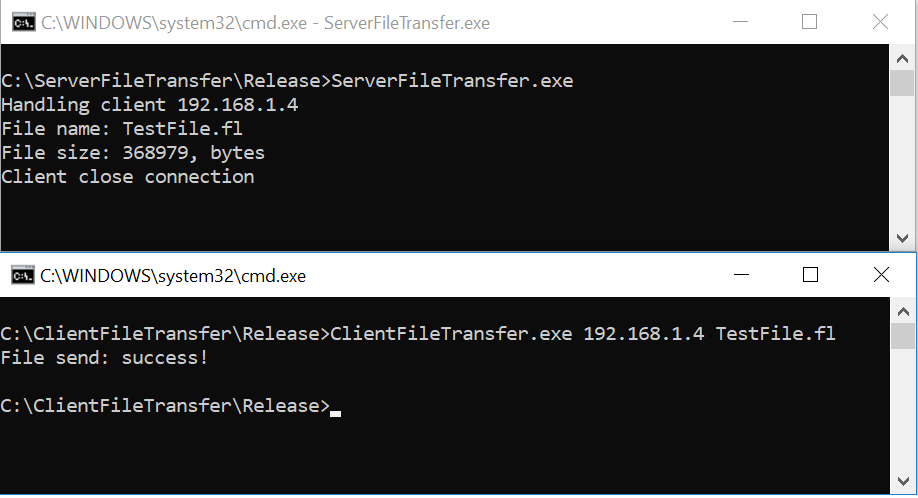 C:\WINDOWS\system32\cmd.exe - ServerFileTransfer.exe
C:\ServerFileTransfer\Release>ServerFileTransfer.exe
Handling client 192.168.1.4
File name: TestFile.fl
File size: 368979, bytes
Client close connection
C:\WINDOWS\system32\cmd.exe
C:\ClientFileTransfer\Release>ClientFileTransfer.exe 192.168.1.4 TestFile.fl
File send: success!
C:\ClientFileTransfer\Release>